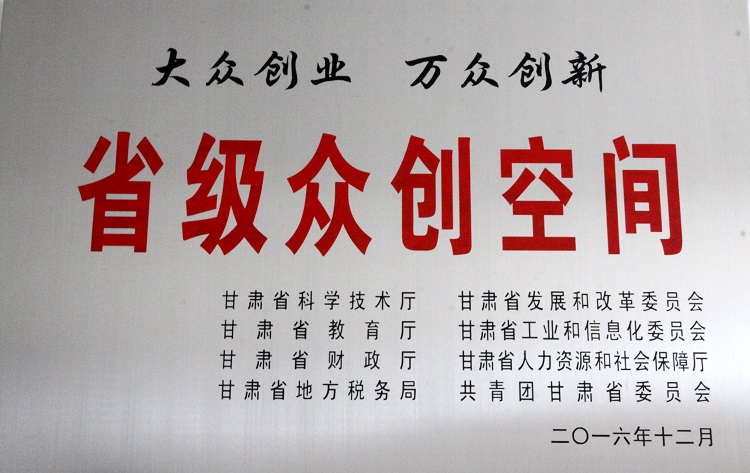 大众创业 万众创新
省级众创空间
甘肃省科学技术厅 甘肃省发展和改革委员会
甘肃省教育厅 甘肃省工业和信息化委员会
甘肃省财政厅 甘肃省人力资源和社会保障厅
甘肃省地方税务局 共青团甘肃省委员会
二〇一六年十二月